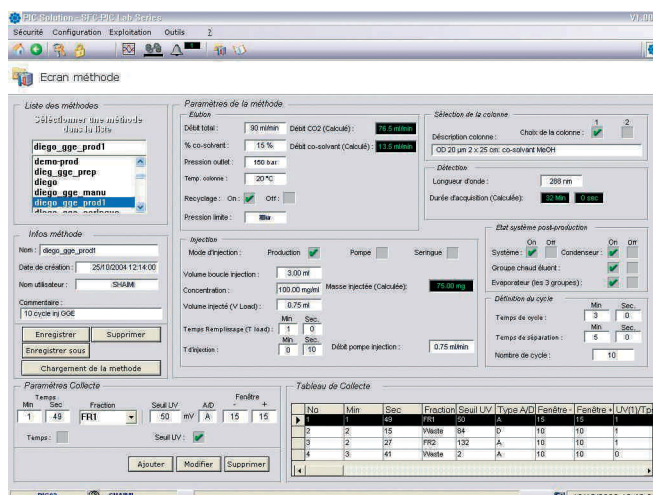 PIC Solution - SFC-PIC Lab Series
Sécurité Configuration Exploitation Outils ?
Ecran méthode
Liste des méthodes
Sélectionner une méthode
dans la liste
diego_gge_prod1
demo-prod
dieg_gge_prep
diego
diego_gge_manu
diego_gge_prod1
Infos méthode
Nom : diego_gge_prod1
Date de création : 25/10/2004 12:14:00
Nom utilisateur : SHAIMI
Commentaire :
10 cycle inj GGE
Enregistrer Supprimer
Enregistrer sous
Chargement de la methode
Paramètres de la méthode
Elution
Débit total : 90 ml/min Débit CO2 (Calculé) : 76.5 ml/min
% co-solvant : 15 % Débit co-solvant (Calculé) : 13.5 ml/min
Pression outlet : 150 bar
Temp. colonne : 20 °C
Recyclage : On : Off :
Pression limite :
Sélection de la colonne
1 2
Déscription colonne : Choix de la colonne :
OD 20 µm 2 x 25 cm: co-solvant MeOH
Détection
Longueur d'onde : 288 nm
Durée d'acquisition (Calculée): 32 Min 0 sec
Injection
Mode d'injection : Production Pompe Seringue
Volume boucle injection : 3.00 ml
Concentration : 100.00 mg/ml Masse injectée (Calculée): 75.00 mg
Volume injecté (V Load) : 0.75 ml
Min Sec.
Temps Remplissage (T load) : 1 0
Min Sec.
T d'injection : 0 10 Débit pompe injection : 0.75 ml/min
Etat système post-production
On Off On Off
Système : Condenseur :
Groupe chaud éluent :
Evaporateur (les 3 groupes) :
Définition du cycle
Min Sec.
Temps de cycle : 3 0
Min Sec.
Temps de séparation : 5 0
Nombre de cycle : 10
Paramètres Collecte
Temps Fenêtre
Min Sec Fraction Seuil UV A/D - +
1 49 FR1 50 mV A 15 15
Temps : Seuil UV :
Ajouter Modifier Supprimer
Tableau de Collecte
No Min Sec Fraction Seuil UV Type A/D Fenêtre - Fenêtre + UV(1)/Tps
1 1 49 FR1 50 A 15 15 1
2 2 15 Waste 84 D 10 10 1
3 2 27 FR2 132 A 10 10 1
4 3 41 Waste 2 A 10 10 0